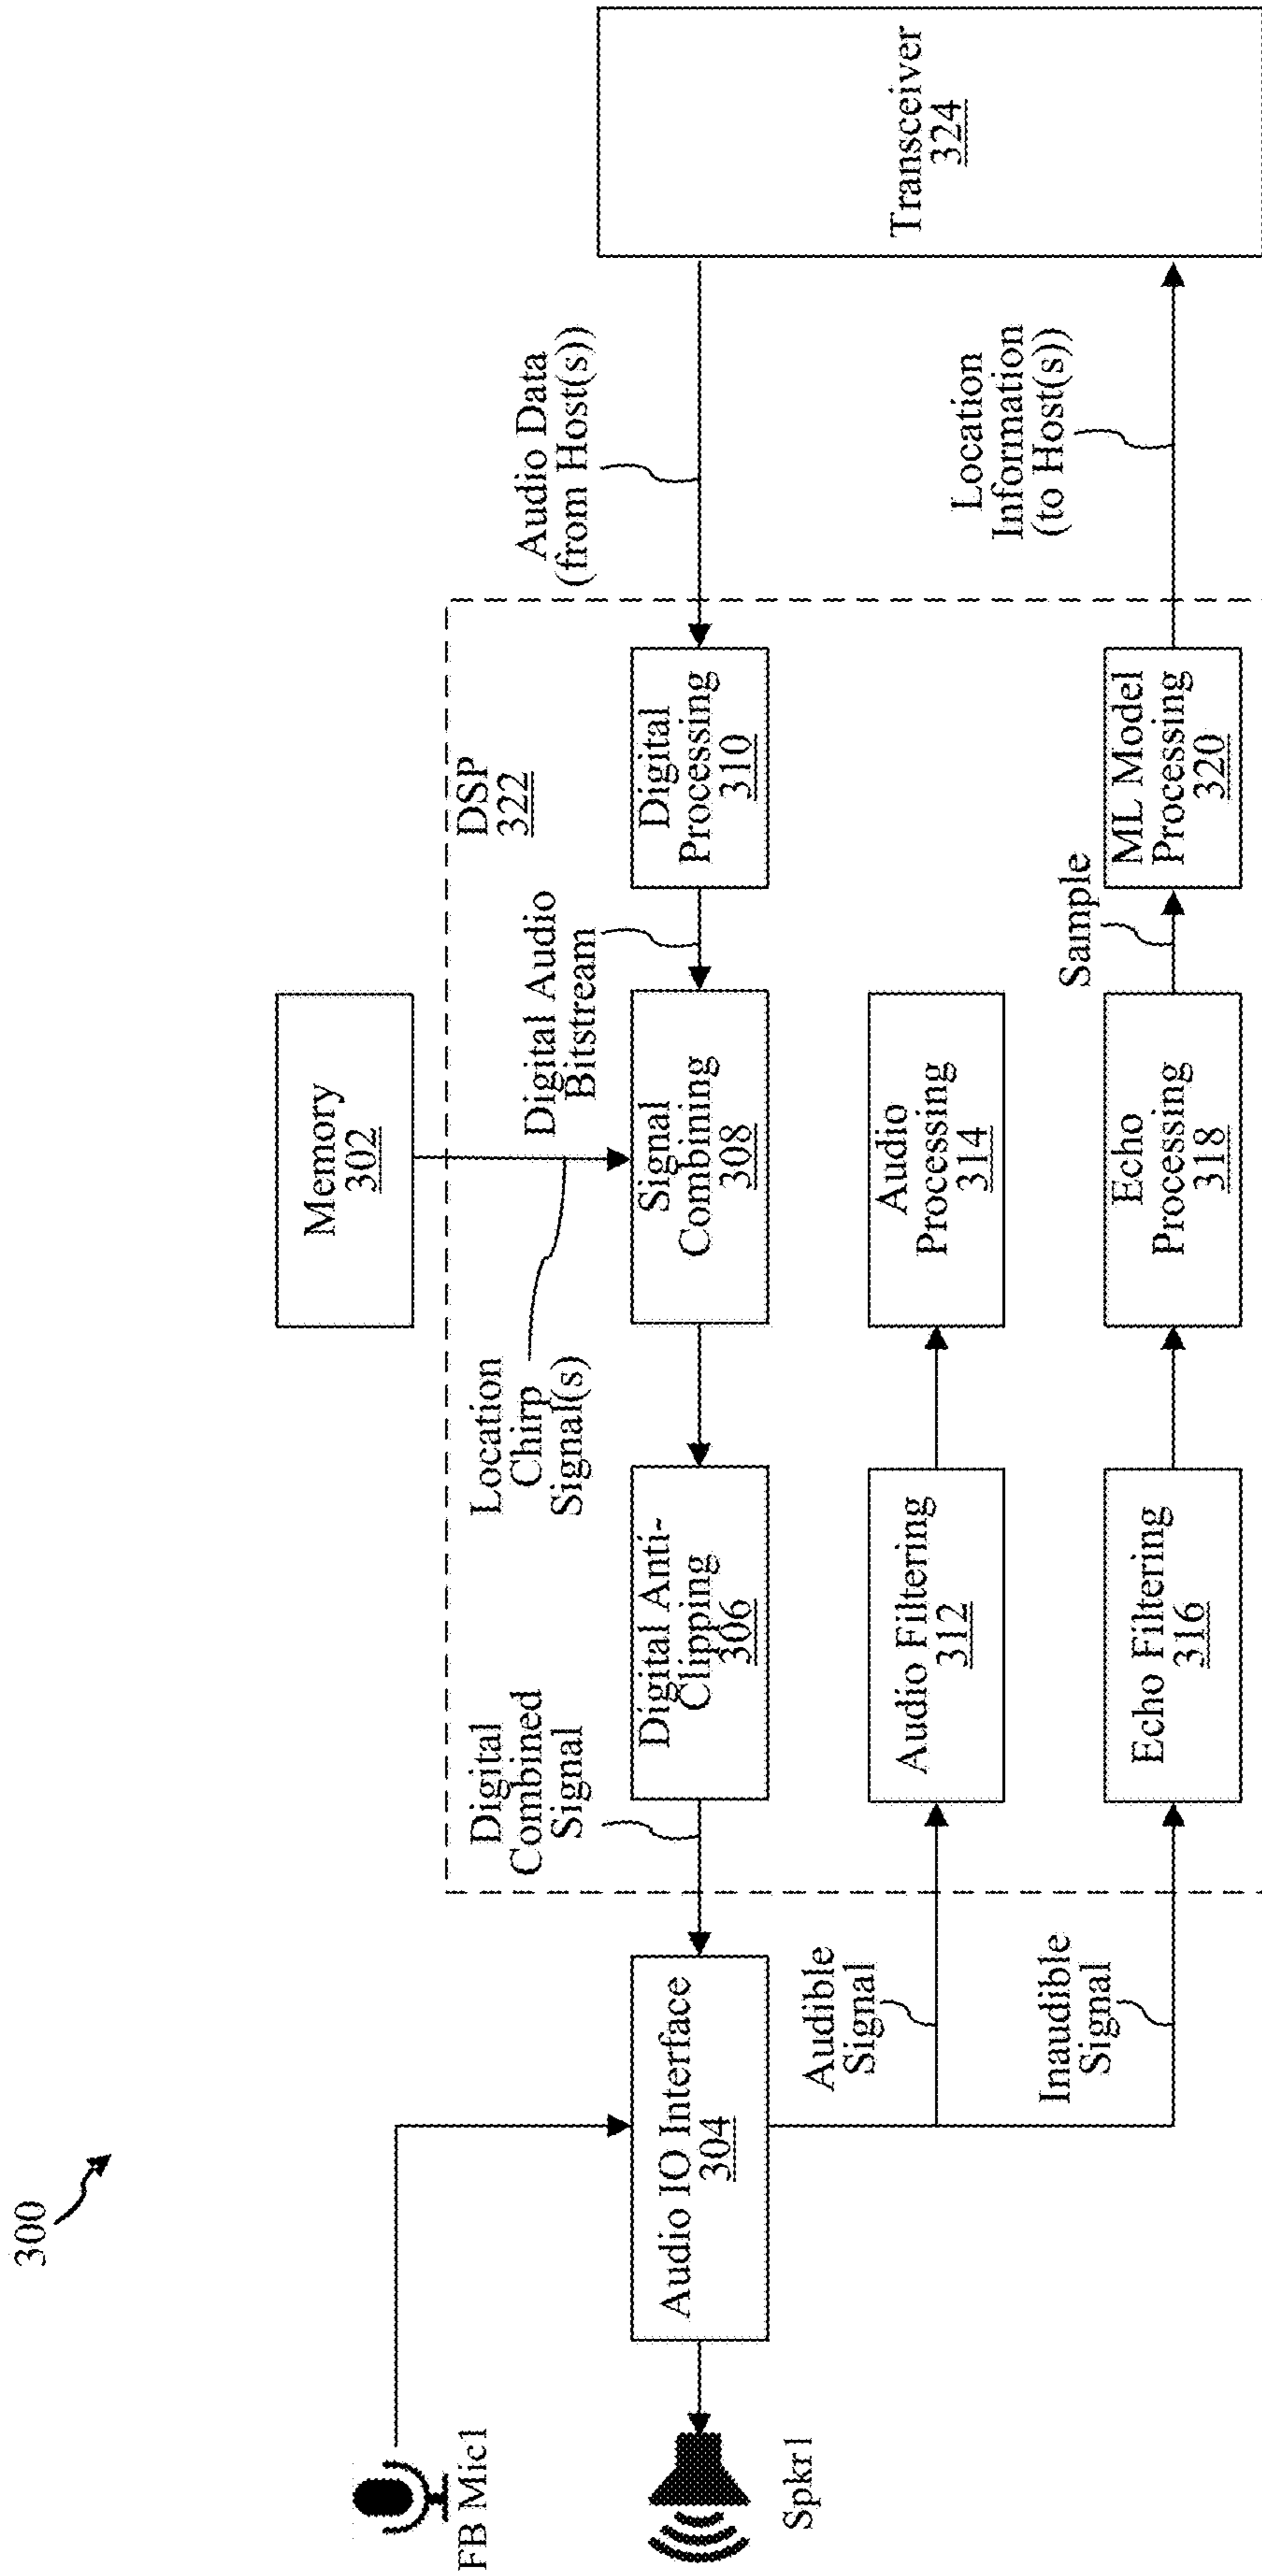 300
FB Mic1
Spkr1
Audio IO Interface
304
Memory
302
DSP
322
Digital
Combined
Signal
Location
Chirp
Signal(s)
Digital Audio
Bitstream
Audio Data
(from Host(s))
Digital Anti-
Clipping
306
Signal
Combining
308
Digital
Processing
310
Transceiver
324
Audible
Signal
Audio Filtering
312
Audio
Processing
314
Inaudible
Signal
Echo Filtering
316
Echo
Processing
318
Sample
ML Model
Processing
320
Location
Information
(to Host(s))